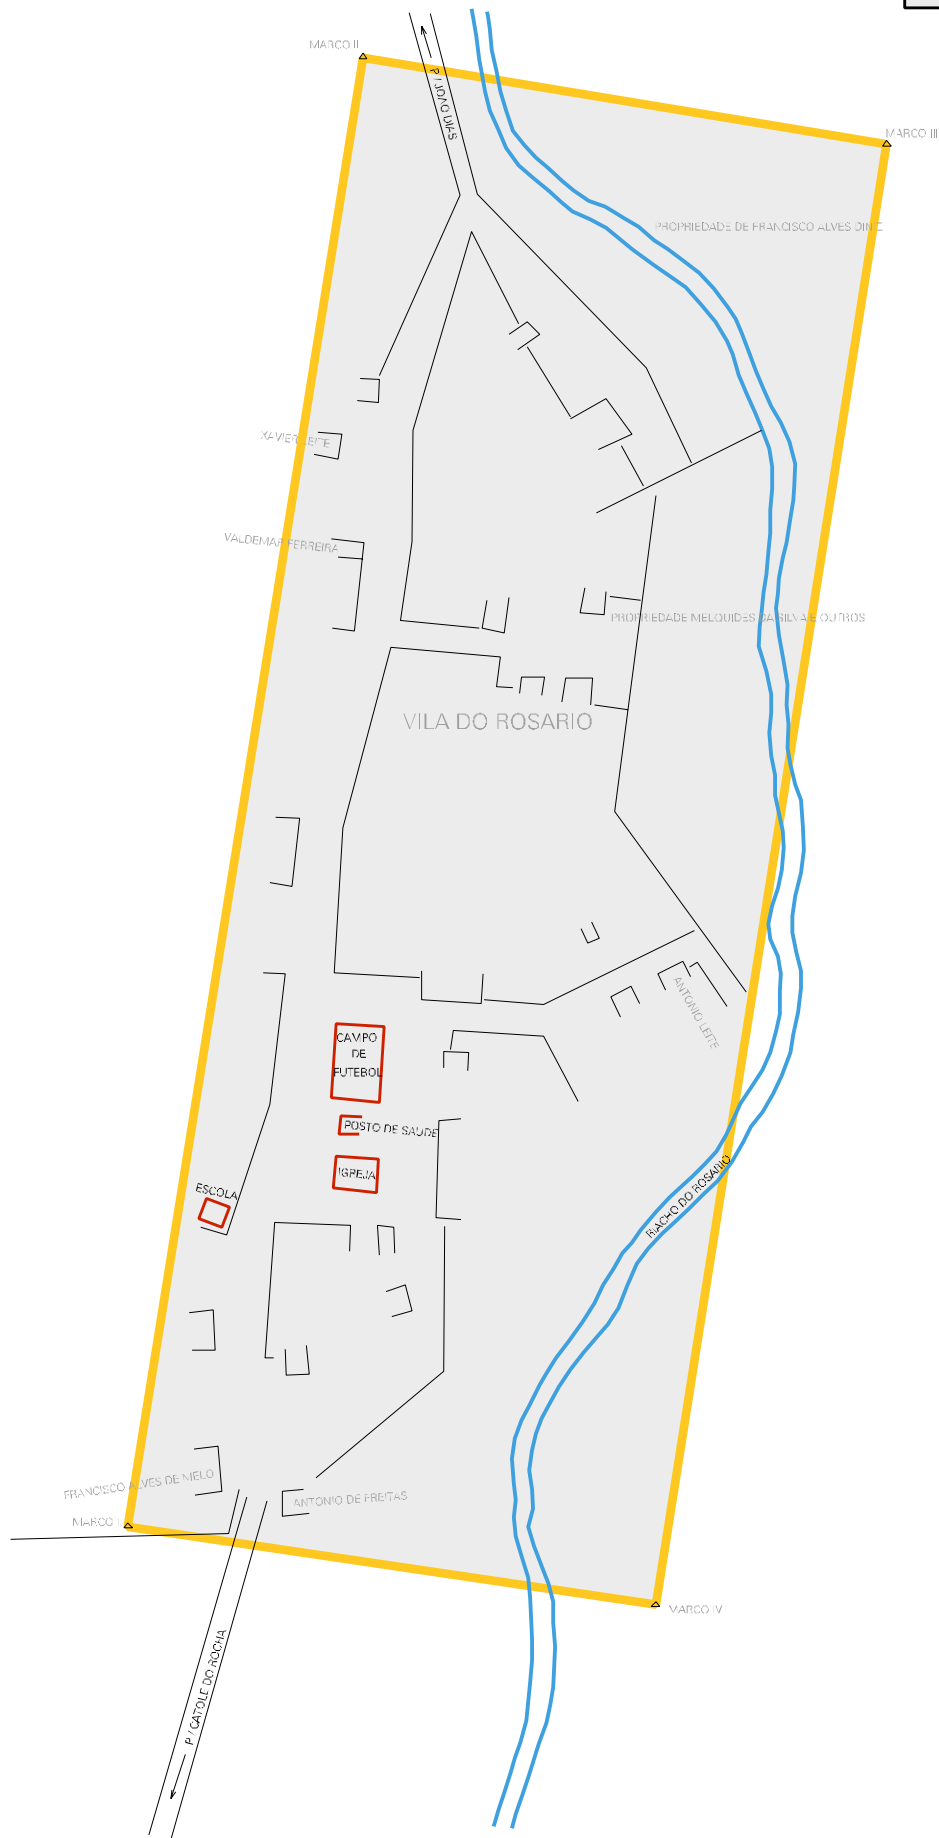 MARCO II
P / JOAO DIAS
MARCO III
PROPRIEDADE DE FRANCISCO ALVES DINIZ
XAVIER LEITE
VALDEMAR FERREIRA
PROPRIEDADE MELQUIDES DA SILVA E OUTROS
VILA DO ROSARIO
ANTONIO LEITE
CAMPO
DE
FUTEBOL
POSTO DE SAUDE
IGREJA
ESCOLA
RIACHO DO ROSARIO
FRANCISCO ALVES DE MELO
ANTONIO DE FREITAS
MARCO I
MARCO IV
P / CATOLE DO ROCHA